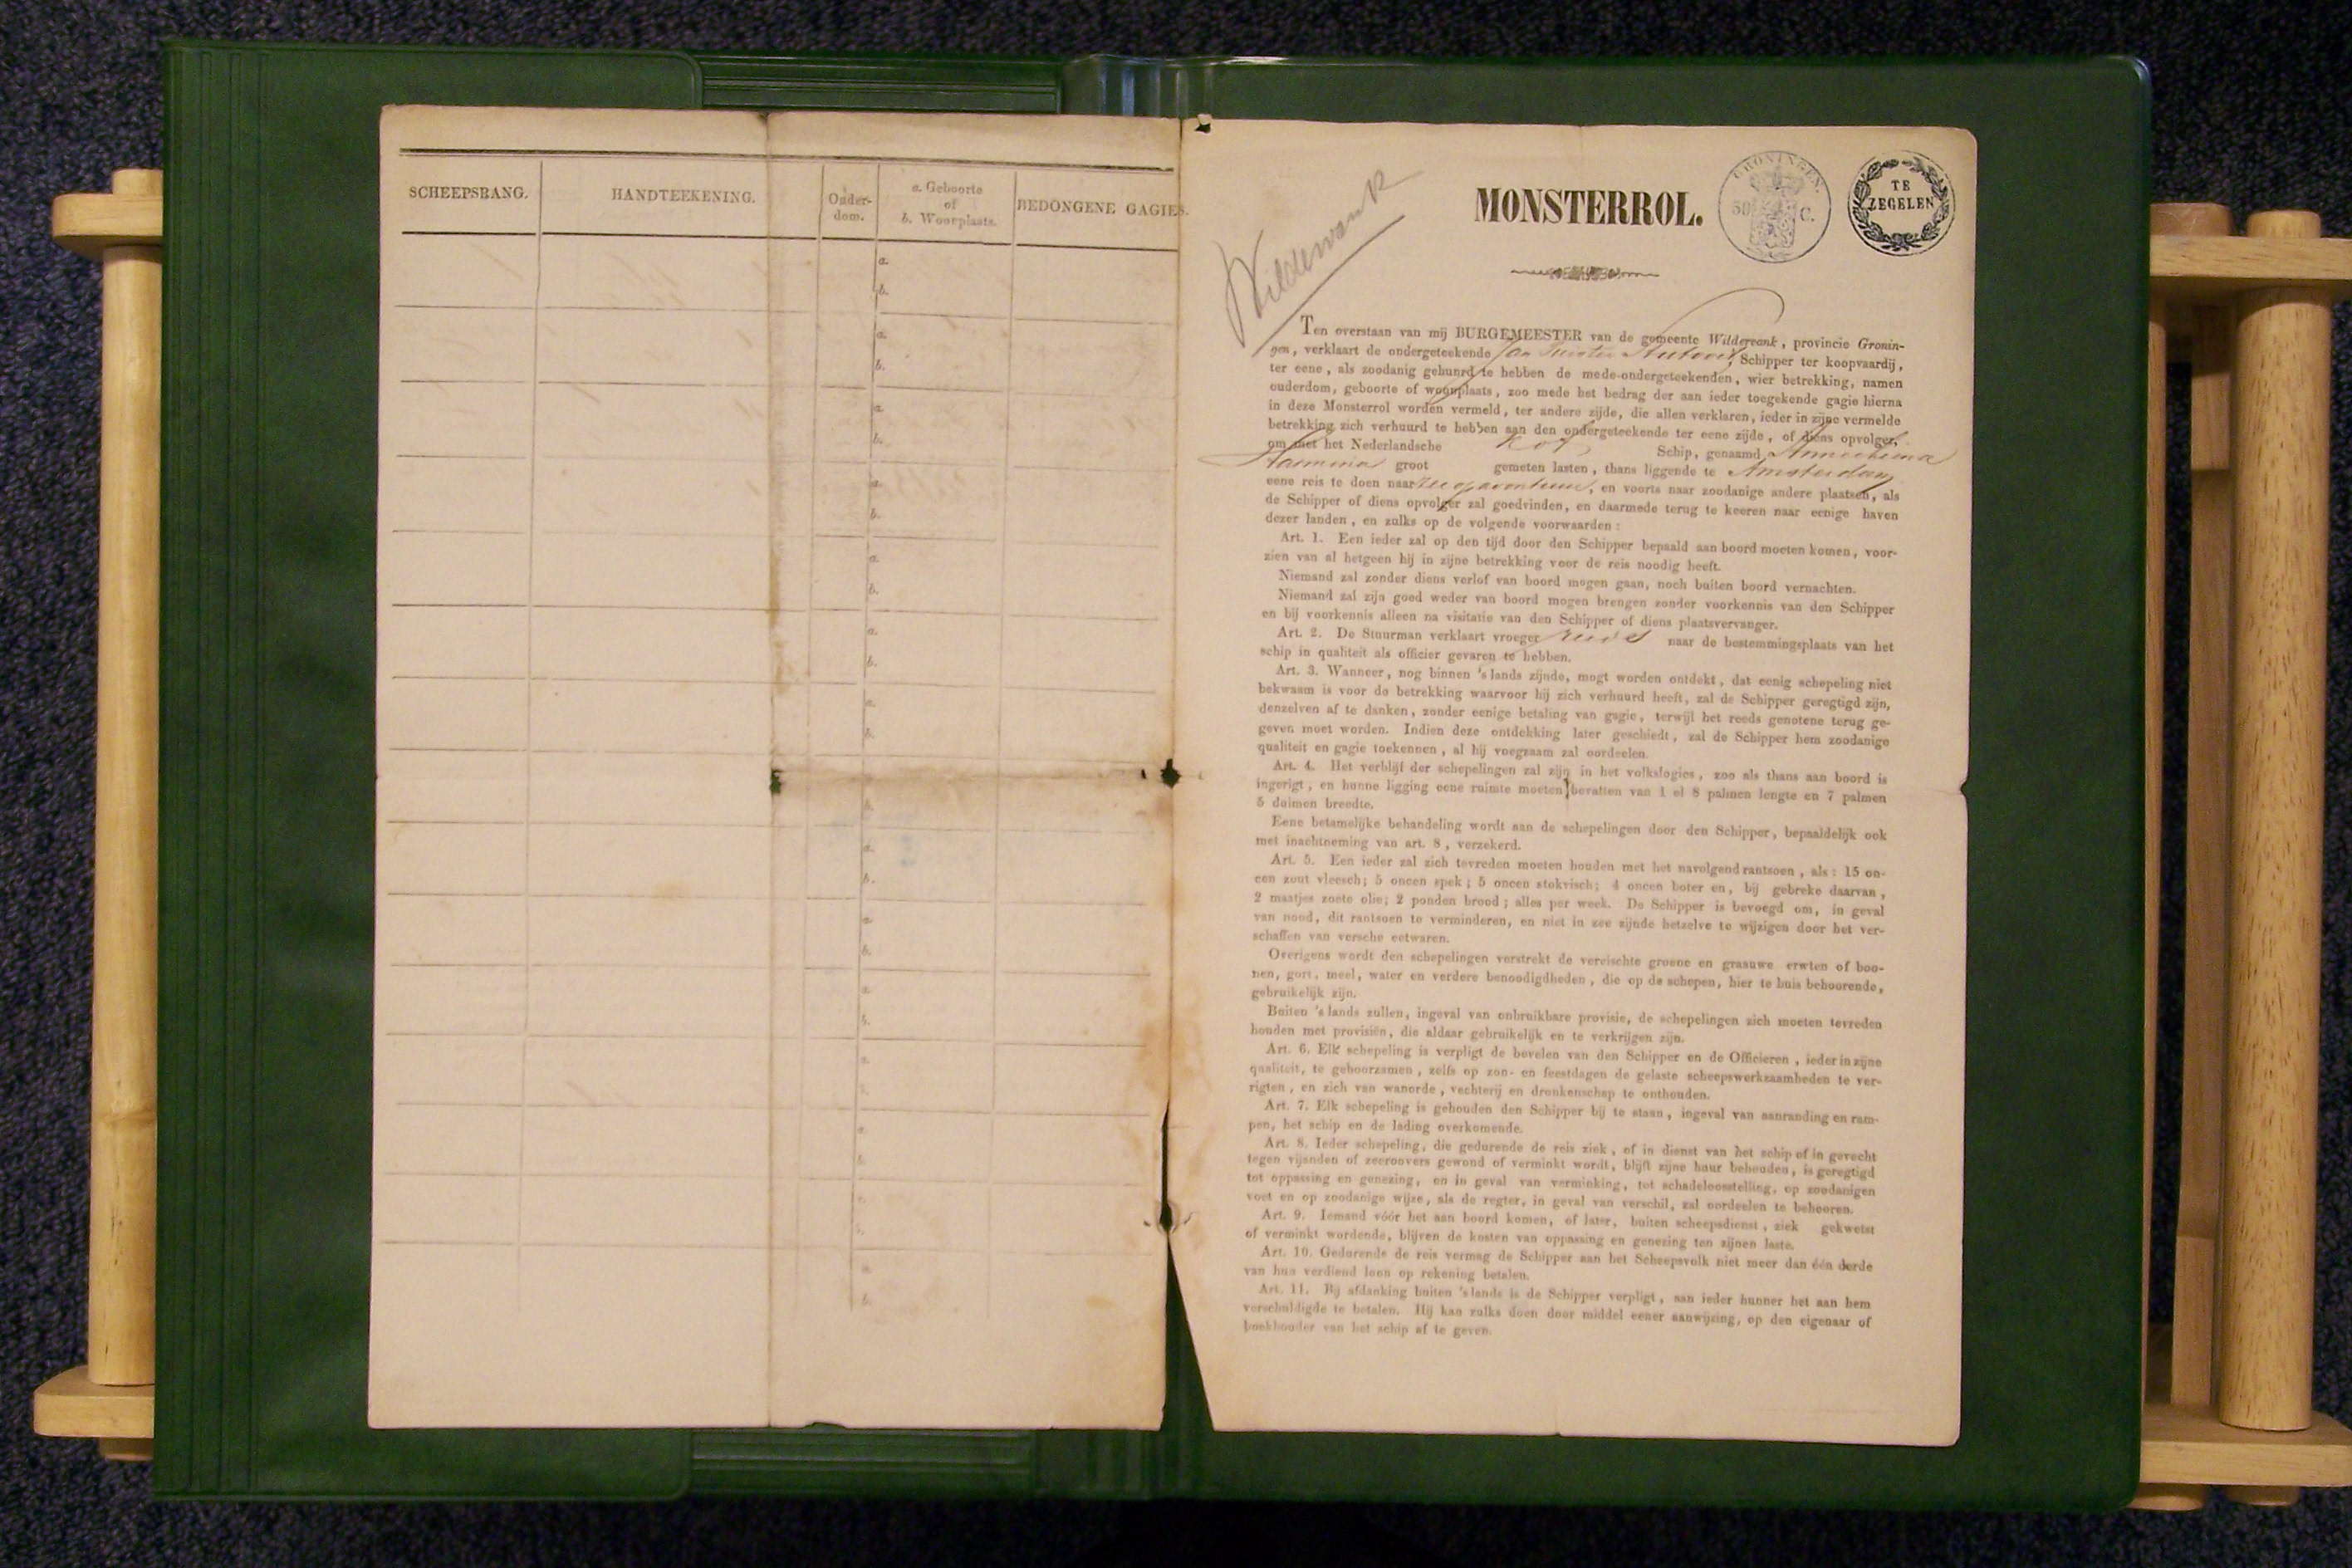 SCHEEPSRANG.
HANDTEEKENING.
Ouder-
dom.
a. Geboorte
of
b. Woonplaats.
BEDONGENE GAGIES.
a.
b.
a.
b.
a.
b.
a.
b.
a.
b.
a.
b.
a.
b.
b.
a.
b.
a.
b.
a.
b.
a.
b.
a.
b.
a.
b.
a.
b.
Wildervank
MONSTERROL.
GRONINGEN.
50 C.
TE
ZEGELEN
Ten overstaan van mij BURGEMEESTER van de gemeente Wildervank, provincie Gronin-
gen, verklaart de ondergeteekende Schipper ter koopvaardij,
ter eene, als zoodanig gehuurd te hebben de mede-ondergeteekenden, wier betrekking, namen
ouderdom, geboorte of woonplaats, zoo mede het bedrag der aan ieder toegekende gagie hierna
in deze Monsterrol worden vermeld, ter andere zijde, die allen verklaren, ieder in zijne vermelde
betrekking zich verhuurd te hebben aan den ondergeteekende ter eene zijde, of diens opvolger,
om met het Nederlandsche Kof Schip, genaamd Annechiena
Harmina groot gemeten lasten, thans liggende te Amsterdam
eene reis te doen naar zee op avontuur, en voorts naar zoodanige andere plaatsen, als
de Schipper of diens opvolger zal goedvinden, en daarmede terug te keeren naar eenige haven
dezer landen, en zulks op de volgende voorwaarden:
Art. 1. Een ieder zal op den tijd door den Schipper bepaald aan boord moeten komen, voor-
zien van al hetgeen hij in zijne betrekking voor de reis noodig heeft.
Niemand zal zonder diens verlof van boord mogen gaan, noch buiten boord vernachten.
Niemand zal zijn goed weder van boord mogen brengen zonder voorkennis van den Schipper
en bij voorkennis alleen na visitatie van den Schipper of diens plaatsvervanger.
Art. 2. De Stuurman verklaart vroeger reeds naar de bestemmingsplaats van het
schip in qualiteit als officier gevaren te hebben.
Art. 3. Wanneer, nog binnen 's lands zijnde, mogt worden ontdekt, dat eenig schepeling niet
bekwaam is voor de betrekking waarvoor hij zich verhuurd heeft, zal de Schipper geregtigd zijn,
denzelven af te danken, zonder eenige betaling van gagie, terwijl het reeds genotene terug ge-
geven moet worden. Indien deze ontdekking later geschiedt, zal de Schipper hem zoodanige
qualiteit en gagie toekennen, al hij voegzaam zal oordeelen.
Art. 4. Het verblijf der schepelingen zal zijn in het volkslogies, zoo als thans aan boord is
ingerigt, en hunne ligging eene ruimte moeten bevatten van 1 el 8 palmen lengte en 7 palmen
5 duimen breedte.
Eene betamelijke behandeling wordt aan de schepelingen door den Schipper, bepaaldelijk ook
met inachtneming van art. 8, verzekerd.
Art. 5. Een ieder zal zich tevreden moeten houden met het navolgend rantsoen, als: 15 on-
cen zout vleesch; 5 oncen spek; 5 oncen stokvisch; 4 oncen boter en, bij gebreke daarvan,
2 maatjes zoete olie; 2 ponden brood; alles per week. De Schipper is bevoegd om, in geval
van nood, dit rantsoen te verminderen, en niet in zee zijnde hetzelve te wijzigen door het ver-
schaffen van versche eetwaren.
Overigens wordt den schepelingen verstrekt de vereischte groene en graauwe erwten of boo-
nen, gort, meel, water en verdere benoodigdheden, die op de schepen, hier te huis behoorende,
gebruikelijk zijn.
Buiten 's lands zullen, ingeval van onbruikbare provisie, de schepelingen zich moeten tevreden
houden met provisiën, die aldaar gebruikelijk en te verkrijgen zijn.
Art. 6. Elk schepeling is verpligt de bevelen van den Schipper en de Officieren, ieder in zijne
qualiteit, te gehoorzamen, zelfs op zon- en feestdagen de gelaste scheepswerkzaamheden te ver-
rigten, en zich van wanorde, vechterij en dronkenschap te onthouden.
Art. 7. Elk schepeling is gehouden den Schipper bij te staan, ingeval van aanranding en ram-
pen, het schip en de lading overkomende.
Art. 8. Ieder schepeling, die gedurende de reis ziek, of in dienst van het schip of in gevecht
tegen vijanden of zeeroovers gewond of verminkt wordt, blijft zijne huur behouden, is geregtigd
tot oppassing en genezing, en in geval van verminking, tot schadeloosstelling, op zoodanigen
voet en op zoodanige wijze, als de regter, in geval van verschil, zal oordeelen te behooren.
Art. 9. Iemand vóór het aan boord komen, of later, buiten scheepsdienst, ziek gekwetst
of verminkt wordende, blijven de kosten van oppassing en genezing ten zijnen laste.
Art. 10. Gedurende de reis vermag de Schipper aan het Scheepsvolk niet meer dan één derde
van hun verdiend loon op rekening betalen.
Art. 11. Bij afdanking buiten 's lands is de Schipper verpligt, aan ieder hunner het aan hem
verschuldigde te betalen. Hij kan zulks doen door middel eener aanwijzing, op den eigenaar of
boekhouder van het schip af te geven.